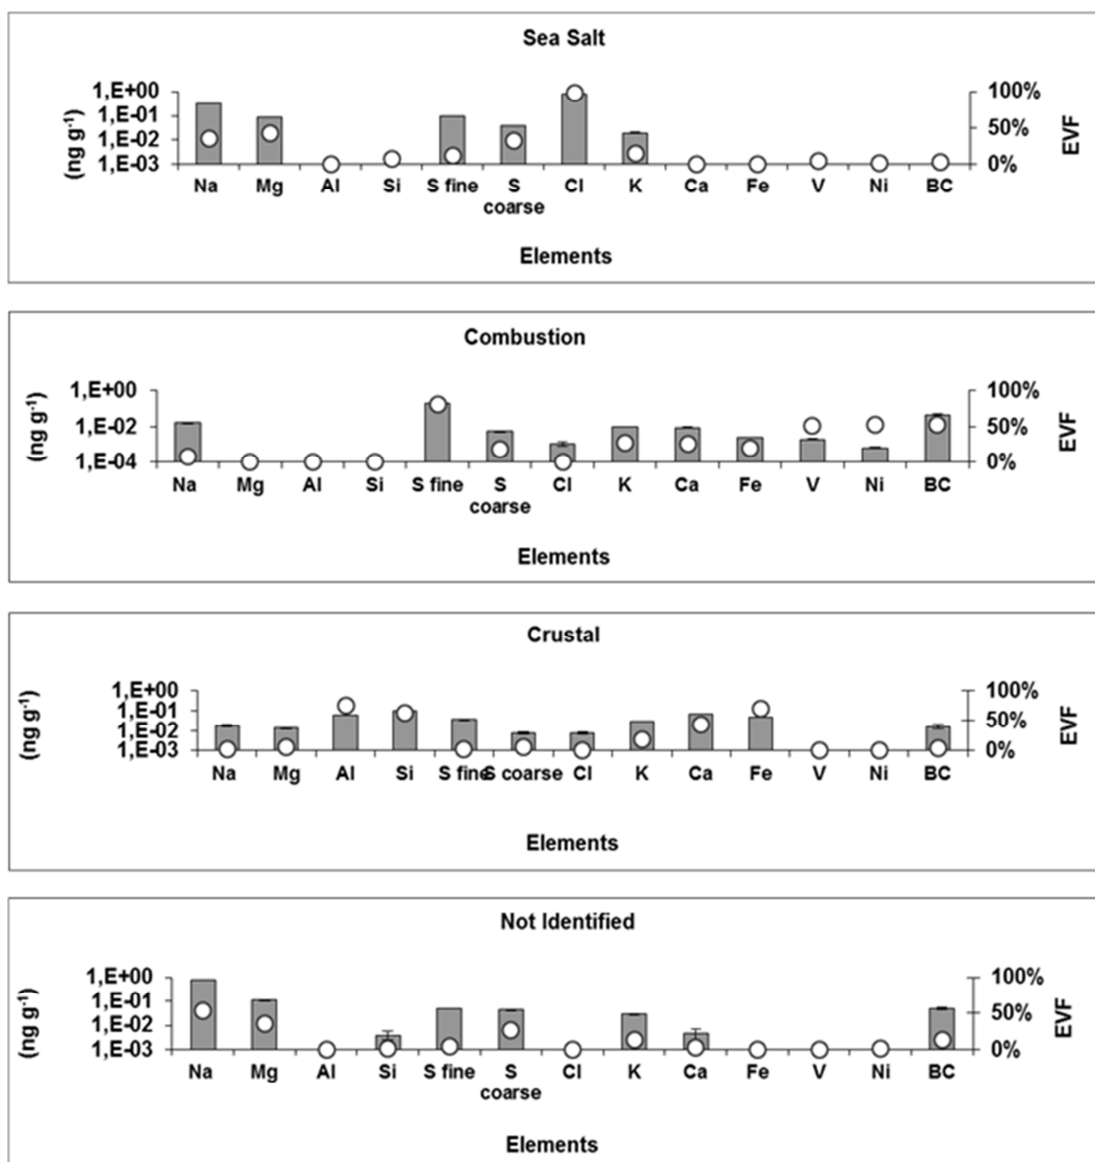 Sea Salt
(ng g⁻¹)
1,E+00
1,E-01
1,E-02
1,E-03
100%
50%
0%
EVF
Na Mg Al Si S fine S Cl K Ca Fe V Ni BC
coarse
Elements
Combustion
(ng g⁻¹)
1,E+00
1,E-02
1,E-04
100%
50%
0%
EVF
Na Mg Al Si S fine S Cl K Ca Fe V Ni BC
coarse
Elements
Crustal
(ng g⁻¹)
1,E+00
1,E-01
1,E-02
1,E-03
100%
50%
0%
EVF
Na Mg Al Si S fine S coarse Cl K Ca Fe V Ni BC
Elements
Not Identified
(ng g⁻¹)
1,E+00
1,E-01
1,E-02
1,E-03
100%
50%
0%
EVF
Na Mg Al Si S fine S Cl K Ca Fe V Ni BC
coarse
Elements